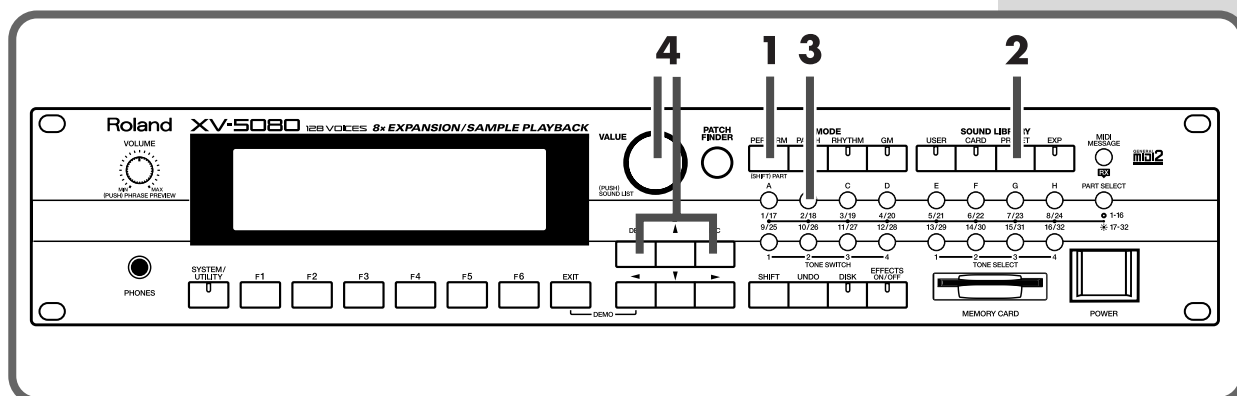 4 1 3 2
Roland XV-5080 128 VOICES 8x EXPANSION/SAMPLE PLAYBACK
VOLUME
MIN MAX
(PUSH) PHRASE PREVIEW
VALUE
(PUSH)
SOUND LIST
PATCH
FINDER
MODE
RHYTHM GM
(SHIFT) PART
SOUND LIBRARY
USER CARD EXP
MIDI
MESSAGE
RX
GENERAL
midi2
A C D E F G H PART SELECT
1/17 2/18 3/19 4/20 5/21 6/22 7/23 8/24 1-16
9/25 10/26 11/27 12/28 13/29 14/30 15/31 16/32 17-32
1 2 3 4 1 2 3 4
TONE SWITCH TONE SELECT
PHONES
SYSTEM/
UTILITY
F1 F2 F3 F4 F5 F6 EXIT
DEMO
SHIFT UNDO DISK EFFECTS
ON/OFF
MEMORY CARD
POWER